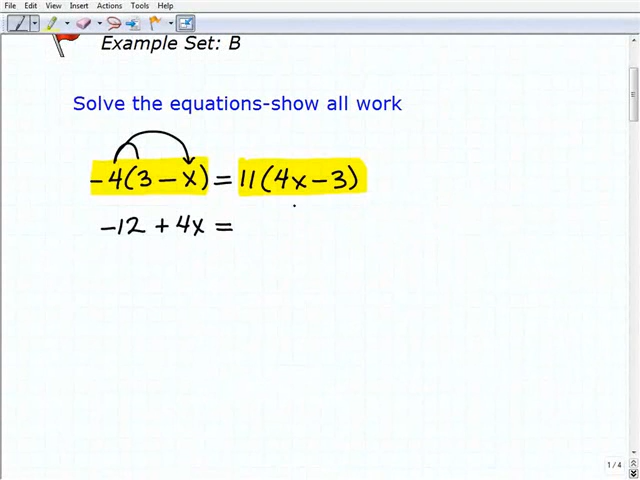 File Edit View Insert Actions Tools Help
Example Set: B
Solve the equations-show all work
-4(3 - x) = 11(4x - 3)
-12 + 4x =
1 / 4